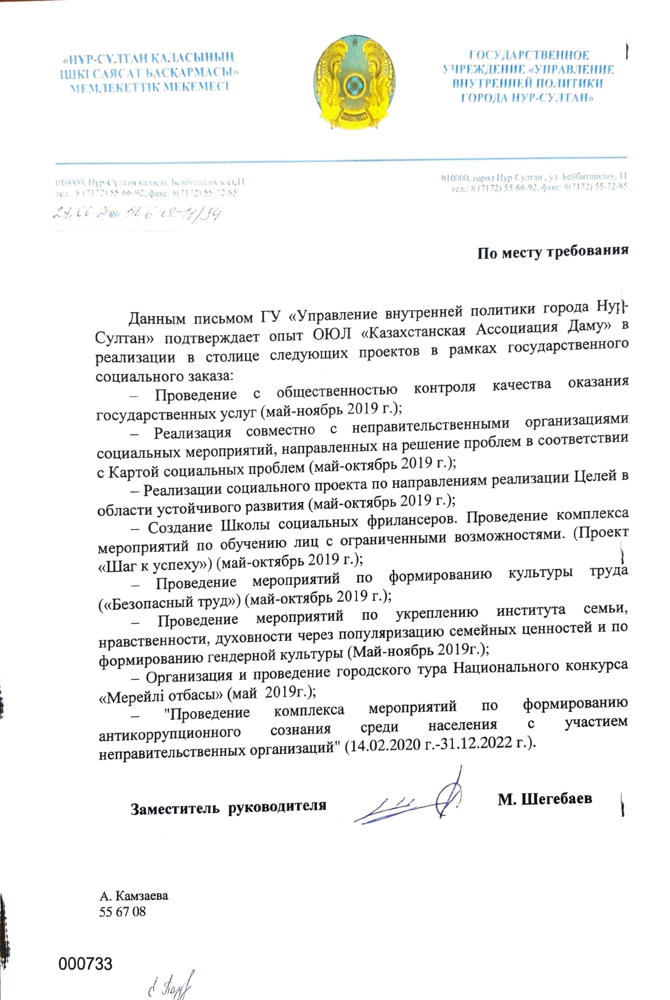 «НҰР-СҰЛТАН ҚАЛАСЫНЫҢ
ІШКІ САЯСАТ БАСҚАРМАСЫ»
МЕМЛЕКЕТТІК МЕКЕМЕСІ
ГОСУДАРСТВЕННОЕ
УЧРЕЖДЕНИЕ «УПРАВЛЕНИЕ
ВНУТРЕННЕЙ ПОЛИТИКИ
ГОРОДА НУР-СУЛТАН»
010000, Нұр-Сұлтан қаласы, Бейбітшілік к-сі,11
тел.: 8 (7172) 55-66-92, факс: 8(7172) 55-72-85
010000, город Нур-Султан , ул. Бейбитшилик, 11
тел.: 8 (7172) 55-66-92, факс: 8(7172) 55-72-85
№
По месту требования
Данным письмом ГУ «Управление внутренней политики города Нур-
Султан» подтверждает опыт ОЮЛ «Казахстанская Ассоциация Даму» в
реализации в столице следующих проектов в рамках государственного
социального заказа:
– Проведение с общественностью контроля качества оказания
государственных услуг (май-ноябрь 2019 г.);
– Реализация совместно с неправительственными организациями
социальных мероприятий, направленных на решение проблем в соответствии
с Картой социальных проблем (май-октябрь 2019 г.);
– Реализации социального проекта по направлениям реализации Целей в
области устойчивого развития (май-октябрь 2019 г.);
– Создание Школы социальных фрилансеров. Проведение комплекса
мероприятий по обучению лиц с ограниченными возможностями. (Проект
«Шаг к успеху») (май-октябрь 2019 г.);
– Проведение мероприятий по формированию культуры труда
(«Безопасный труд») (май-октябрь 2019 г.);
– Проведение мероприятий по укреплению института семьи,
нравственности, духовности через популяризацию семейных ценностей и по
формированию гендерной культуры (Май-ноябрь 2019г.);
– Организация и проведение городского тура Национального конкурса
«Мерейлі отбасы» (май 2019г.);
– "Проведение комплекса мероприятий по формированию
антикоррупционного сознания среди населения с участием
неправительственных организаций" (14.02.2020 г.-31.12.2022 г.).
Заместитель руководителя М. Шегебаев
А. Камзаева
55 67 08
000733